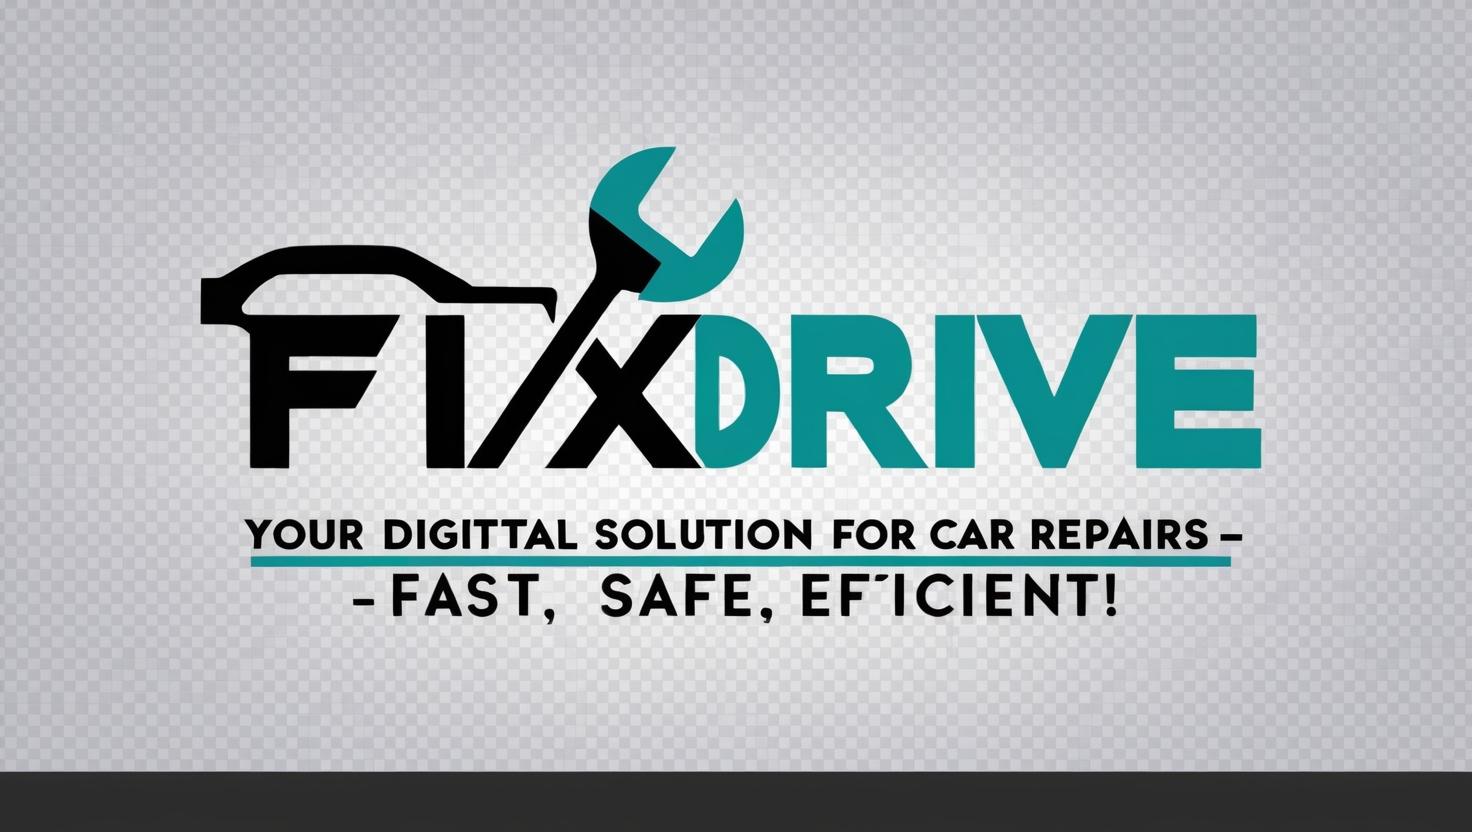 FIXDRIVE
YOUR DIGITTAL SOLUTION FOR CAR REPAIRS –
– FAST, SAFE, EF´ICIENT!